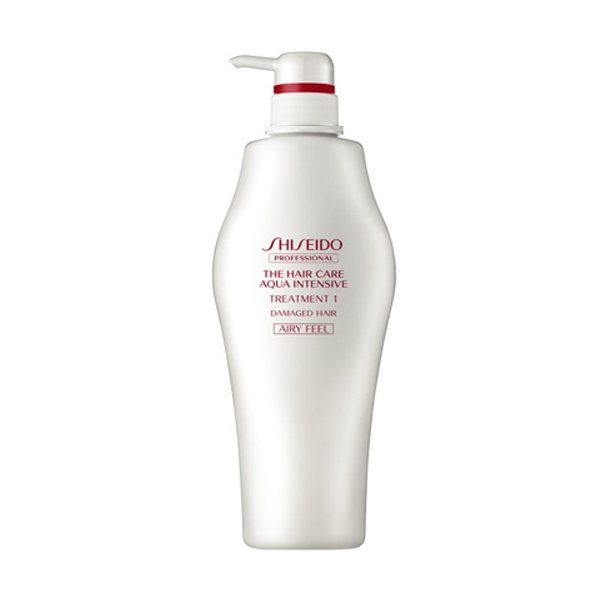 SHISEIDO
PROFESSIONAL
THE HAIR CARE
AQUA INTENSIVE
TREATMENT 1
DAMAGED HAIR
AIRY FEEL